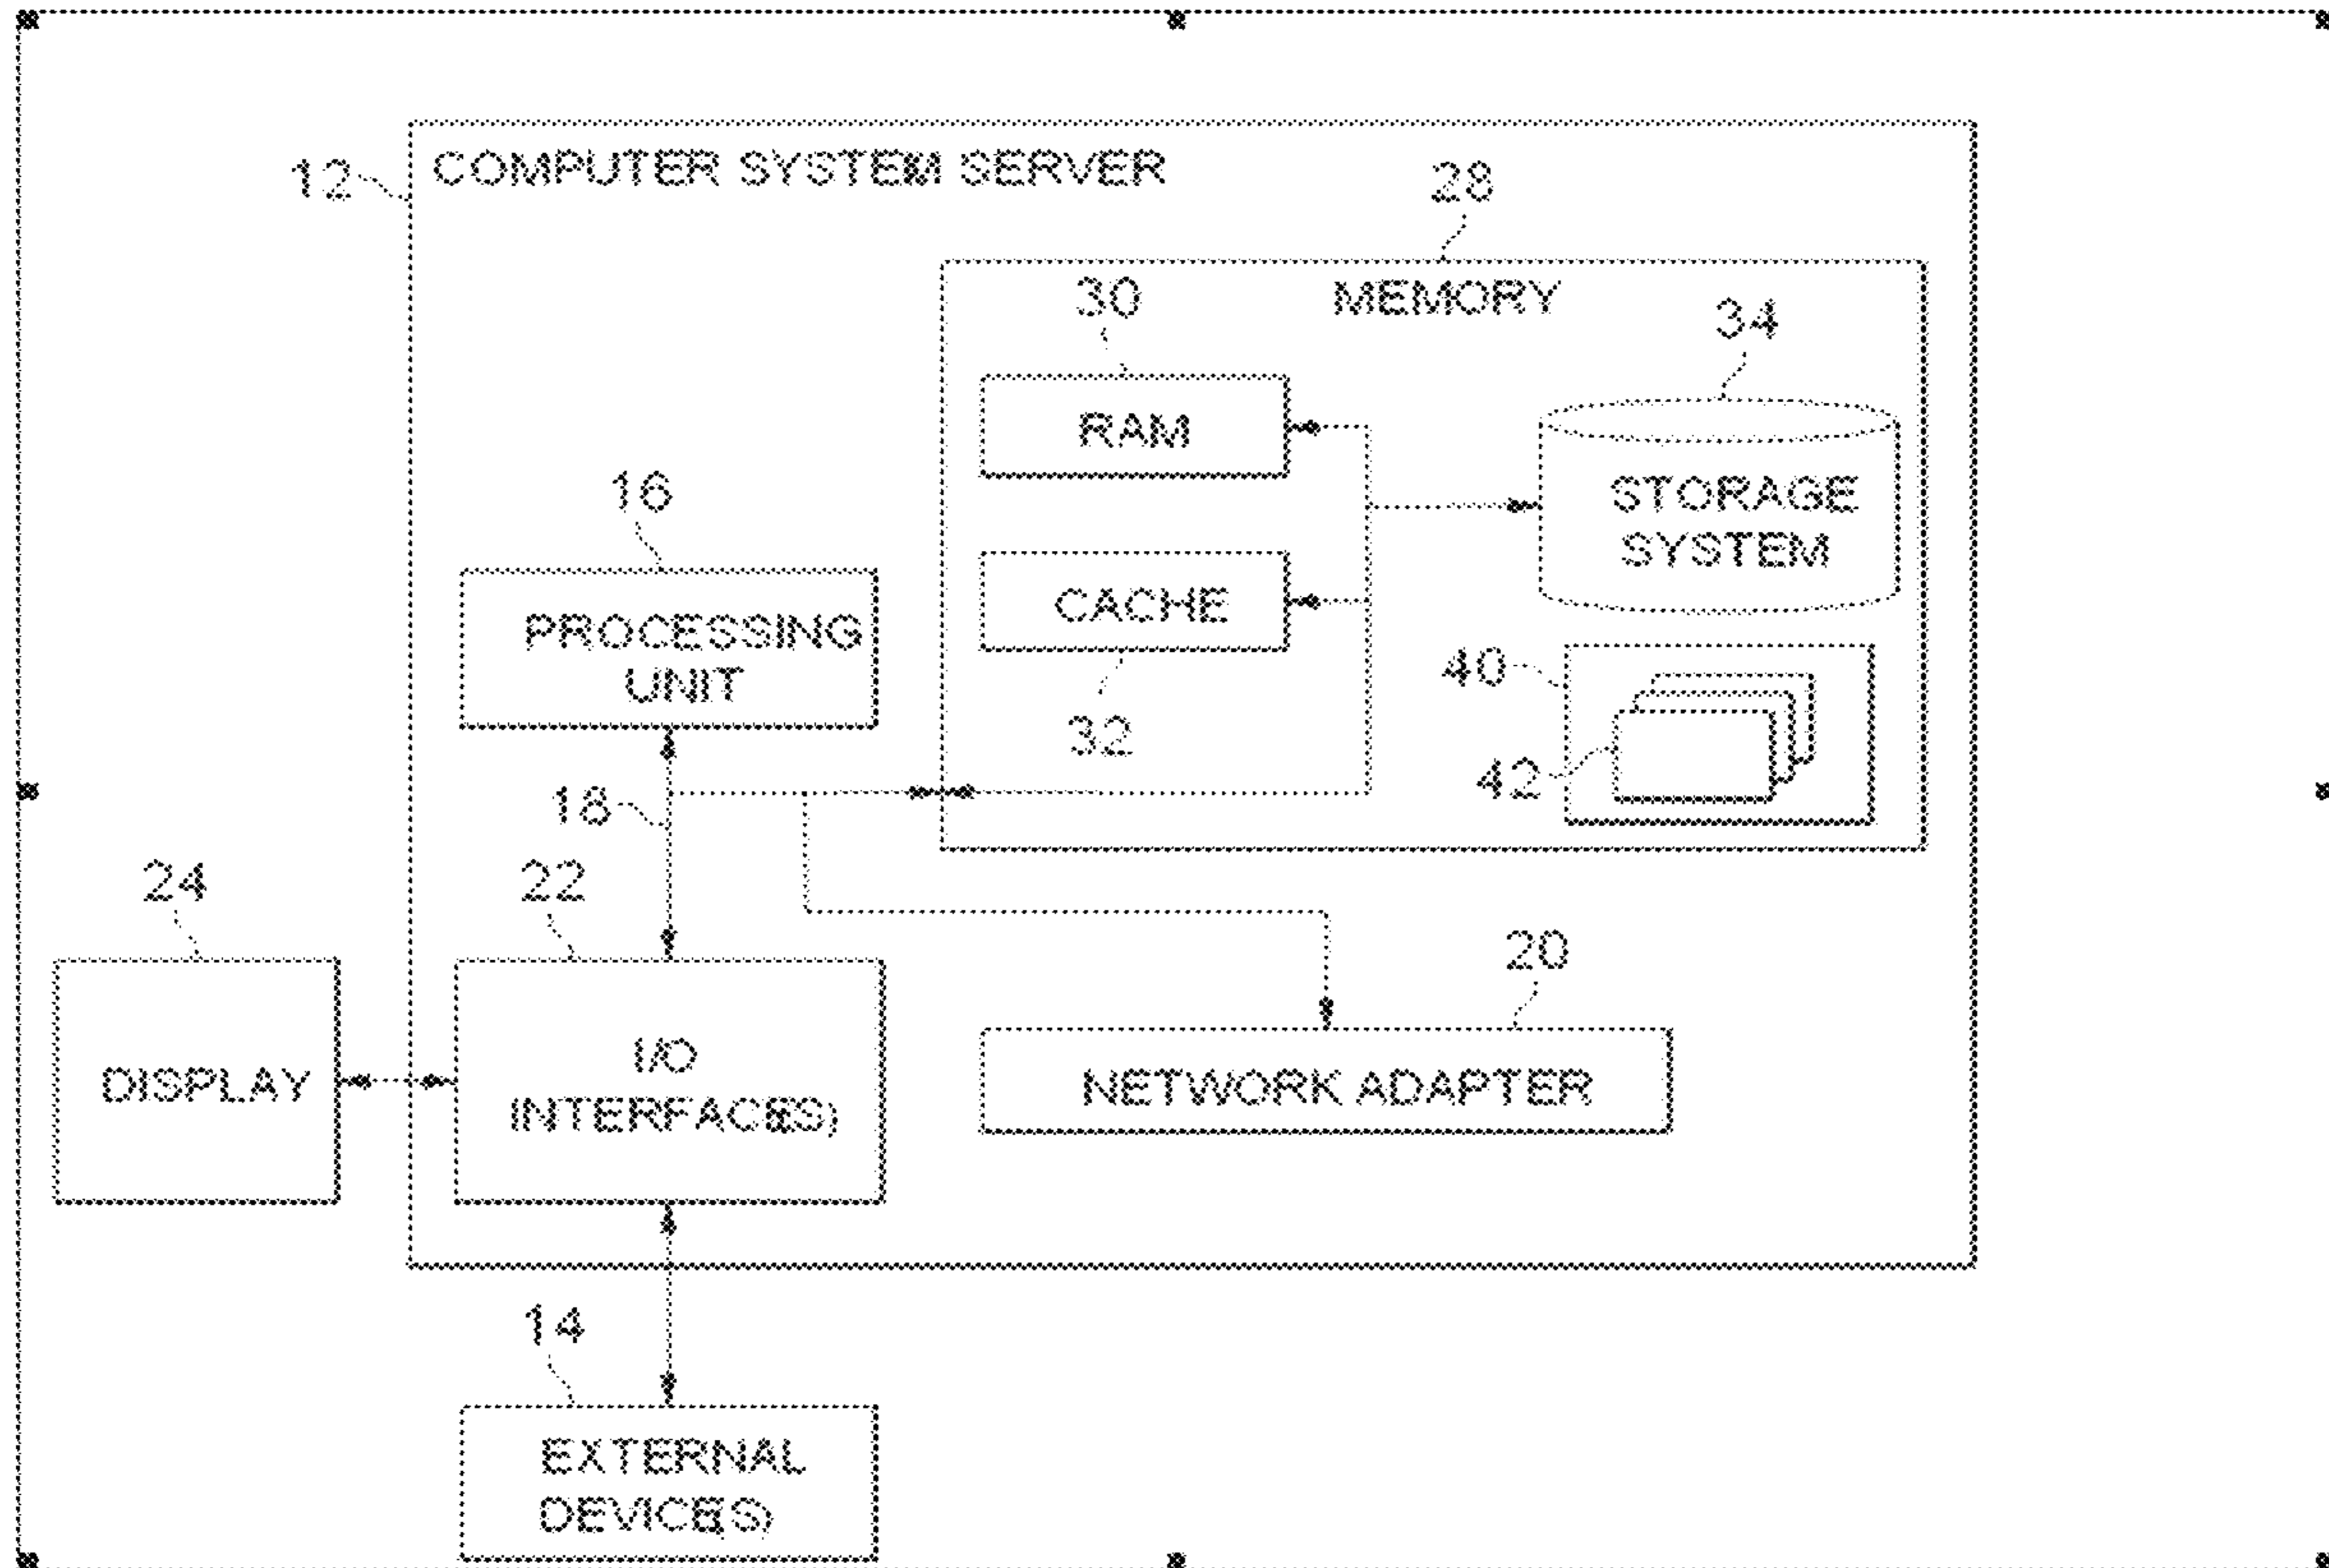 12
COMPUTER SYSTEM SERVER
28
30
MEMORY
34
RAM
16
STORAGE
SYSTEM
CACHE
PROCESSING
UNIT
40
32
42
18
24
22
20
DISPLAY
I/O
INTERFACE(S)
NETWORK ADAPTER
14
EXTERNAL
DEVICE(S)